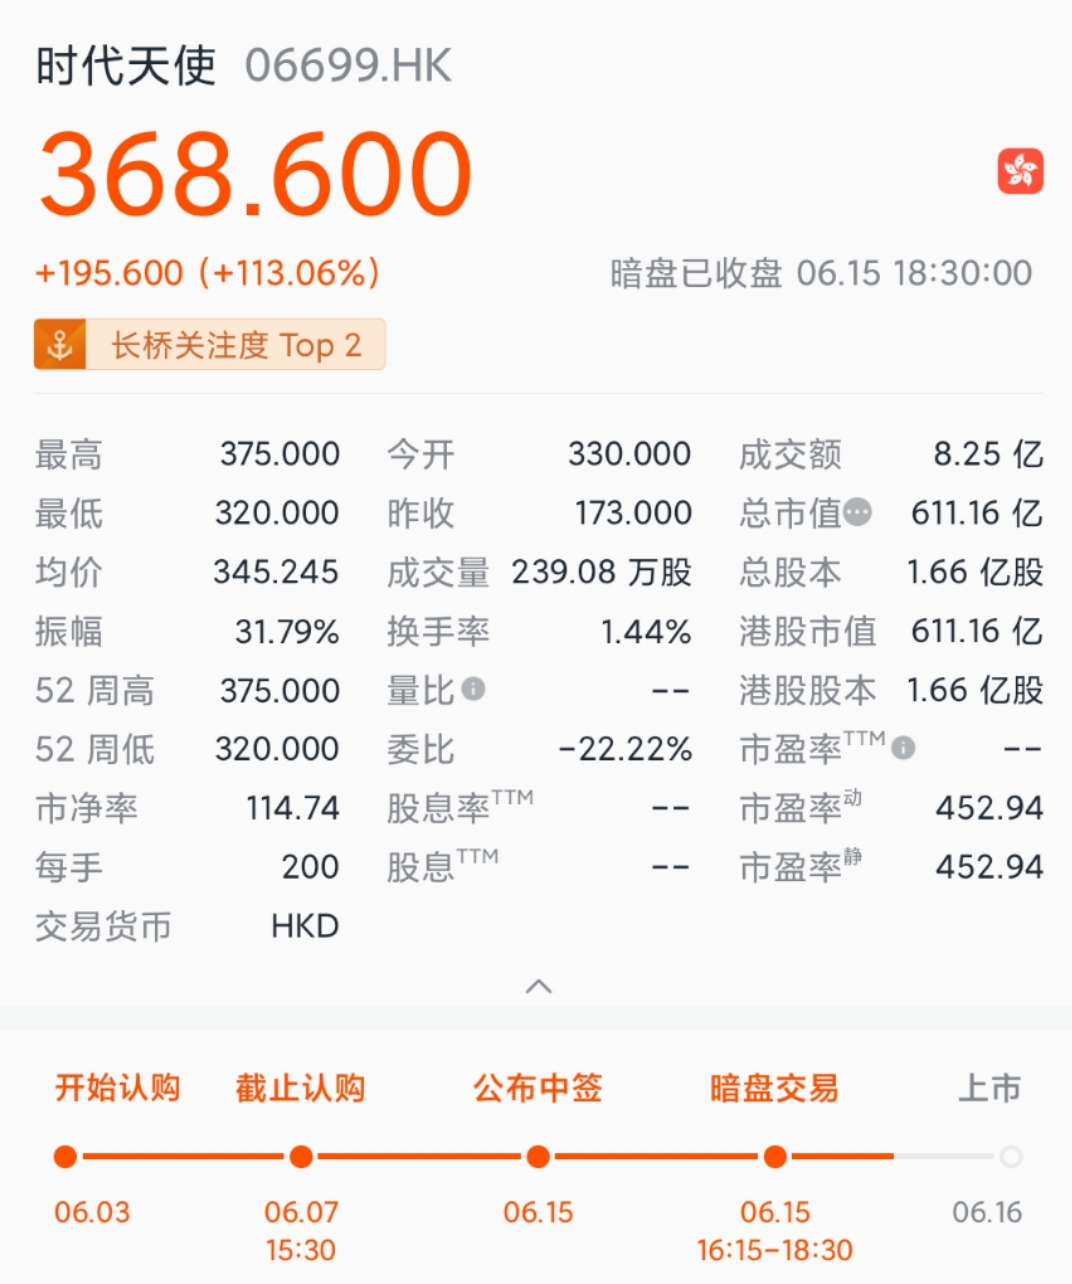 时代天使 06699.HK
368.600
+195.600 (+113.06%) 暗盘已收盘 06.15 18:30:00
长桥关注度 Top 2
最高 375.000 今开 330.000 成交额 8.25 亿
最低 320.000 昨收 173.000 总市值 611.16 亿
均价 345.245 成交量 239.08 万股 总股本 1.66 亿股
振幅 31.79% 换手率 1.44% 港股市值 611.16 亿
52 周高 375.000 量比 -- 港股股本 1.66 亿股
52 周低 320.000 委比 -22.22% 市盈率TTM --
市净率 114.74 股息率TTM -- 市盈率动 452.94
每手 200 股息TTM -- 市盈率静 452.94
交易货币 HKD
开始认购 截止认购 公布中签 暗盘交易 上市
06.03 06.07 06.15 06.15 06.16
15:30 16:15-18:30